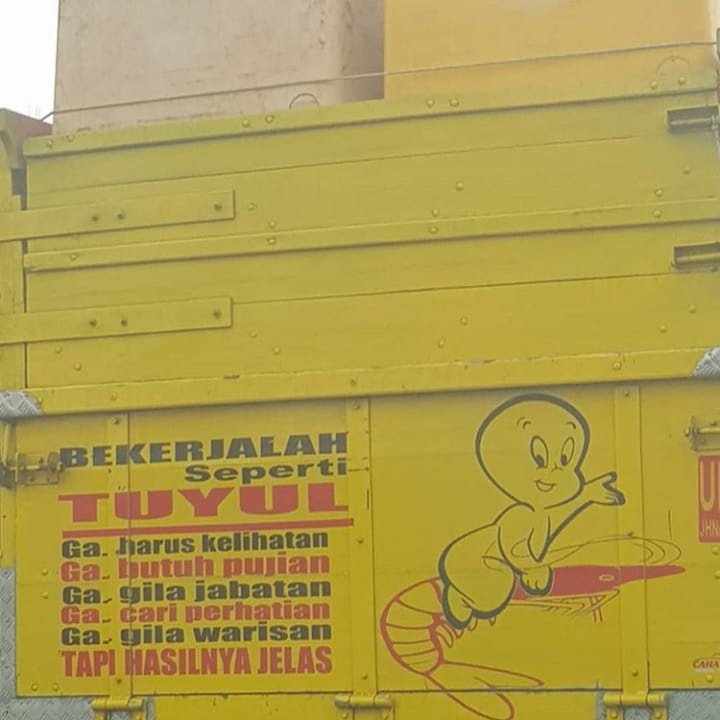 BEKERJALAH
Seperti
TUYUL
Ga. harus kelihatan
Ga. butuh pujian
Ga. gila jabatan
Ga. cari perhatian
Ga. gila warisan
TAPI HASILNYA JELAS